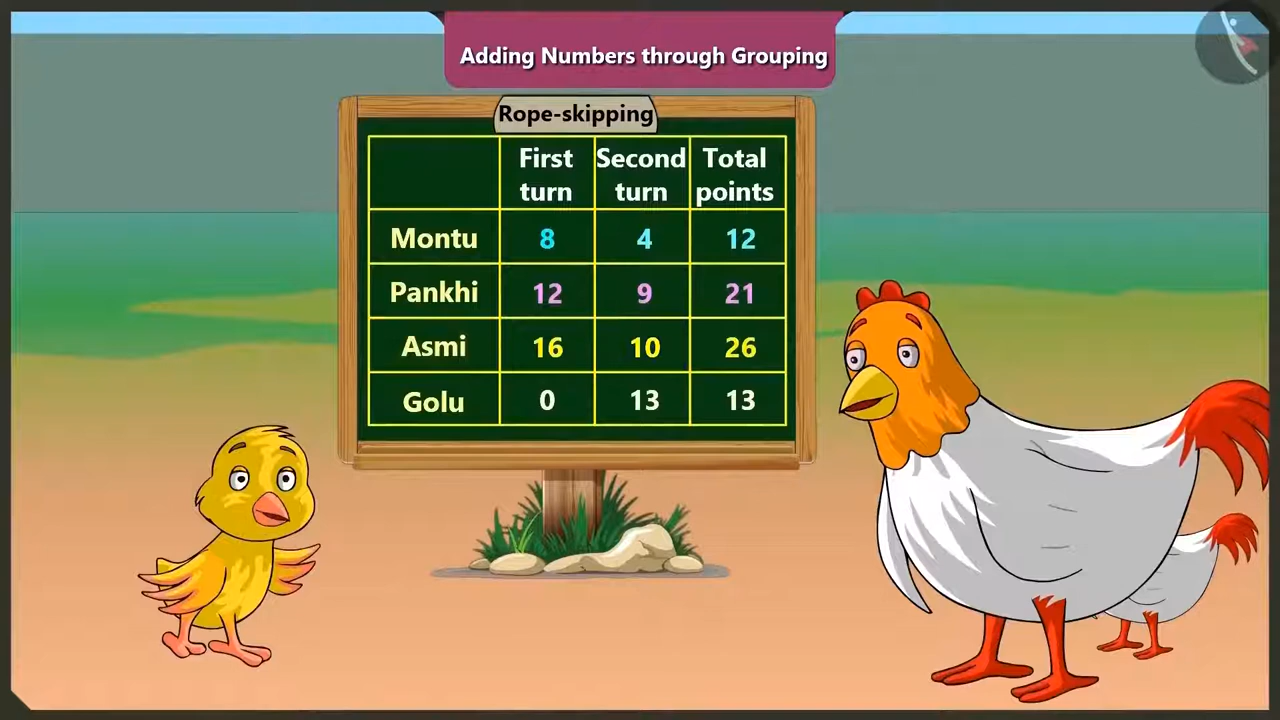 Adding Numbers through Grouping
Rope-skipping
First turn Second turn Total points
Montu 8 4 12
Pankhi 12 9 21
Asmi 16 10 26
Golu 0 13 13